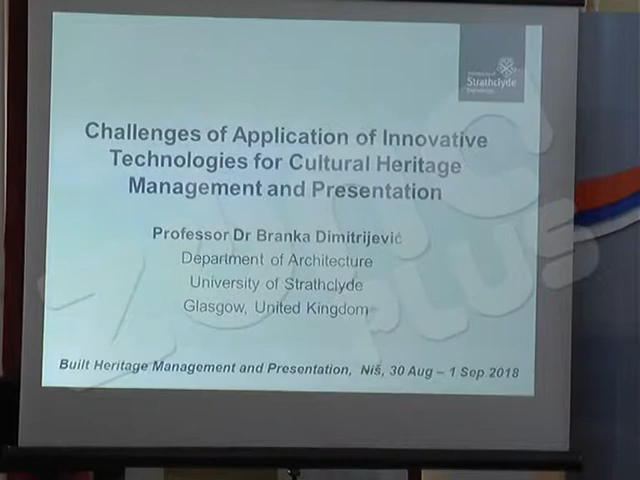 Strathclyde
Challenges of Application of Innovative
Technologies for Cultural Heritage
Management and Presentation
Professor Dr Branka Dimitrijević
Department of Architecture
University of Strathclyde
Glasgow, United Kingdom
Built Heritage Management and Presentation, Niš, 30 Aug – 1 Sep 2018
PLUS